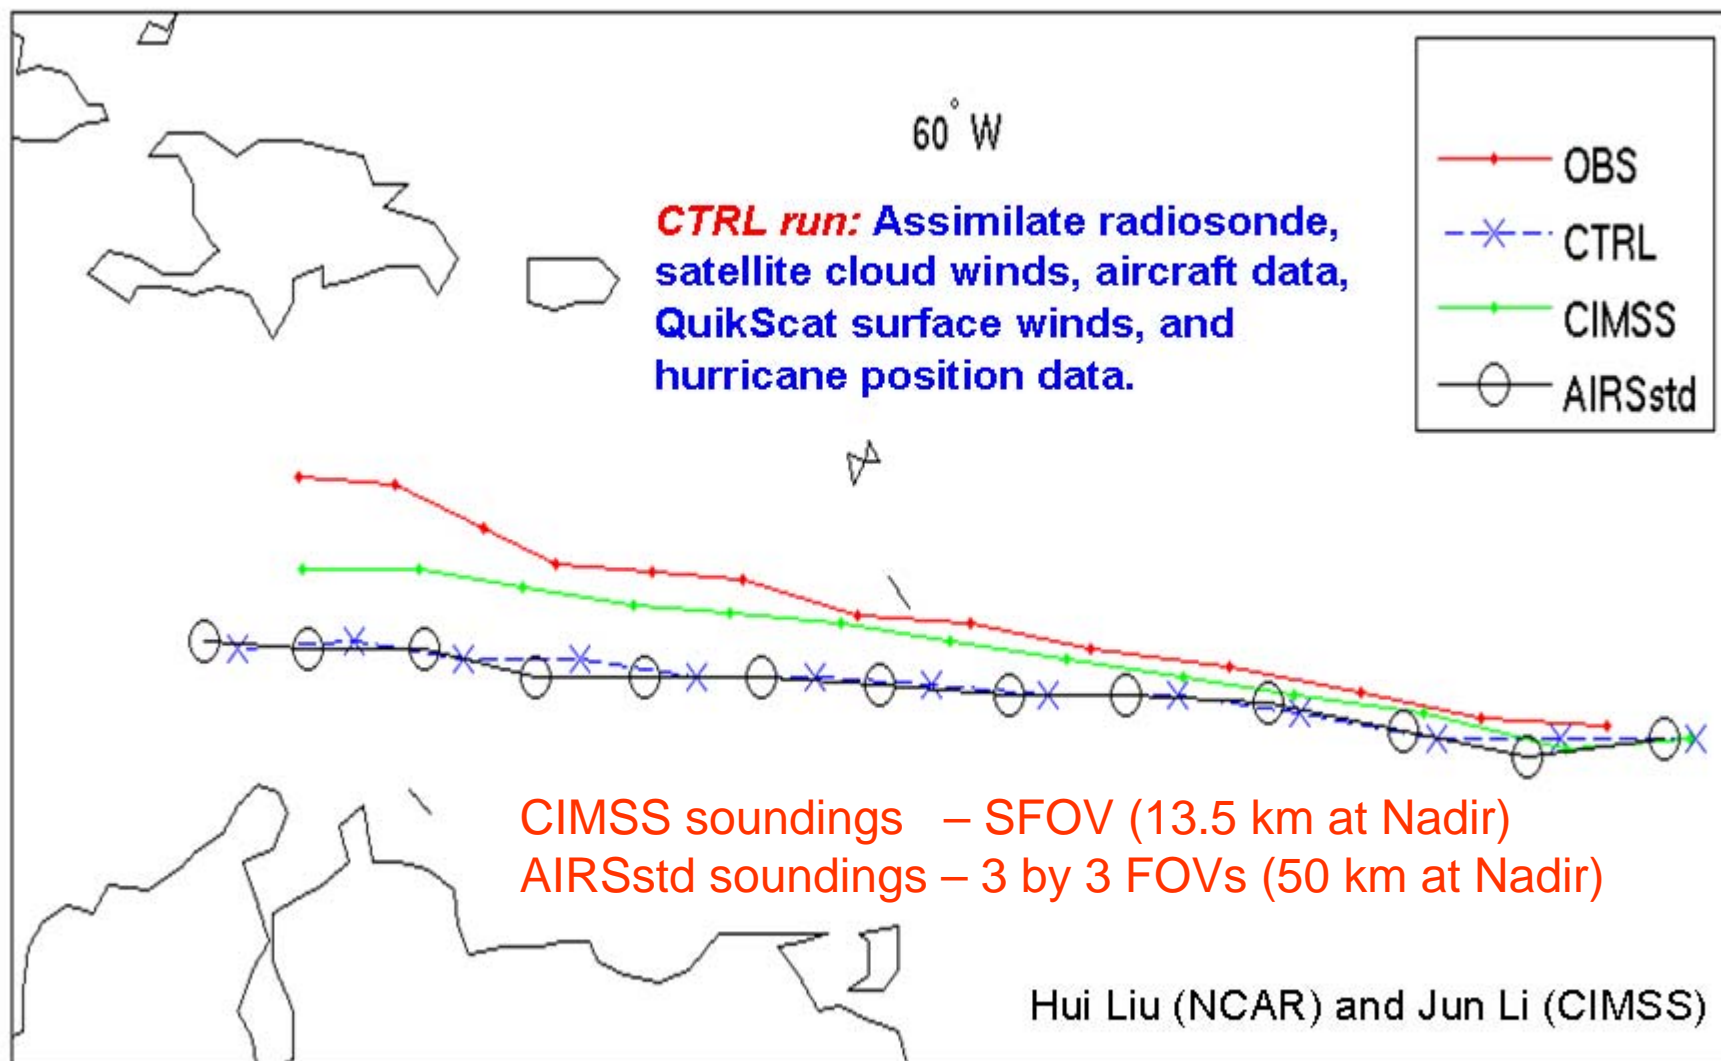 60° W
OBS
CTRL
CIMSS
AIRSstd
CTRL run: Assimilate radiosonde,
satellite cloud winds, aircraft data,
QuikScat surface winds, and
hurricane position data.
CIMSS soundings – SFOV (13.5 km at Nadir)
AIRSstd soundings – 3 by 3 FOVs (50 km at Nadir)
Hui Liu (NCAR) and Jun Li (CIMSS)